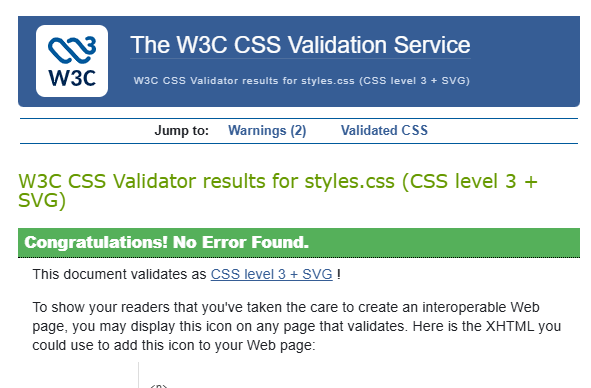 W3C
The W3C CSS Validation Service
W3C CSS Validator results for styles.css (CSS level 3 + SVG)
Jump to: Warnings (2) Validated CSS
W3C CSS Validator results for styles.css (CSS level 3 +
SVG)
Congratulations! No Error Found.
This document validates as CSS level 3 + SVG !
To show your readers that you've taken the care to create an interoperable Web
page, you may display this icon on any page that validates. Here is the XHTML you
could use to add this icon to your Web page:
<p>